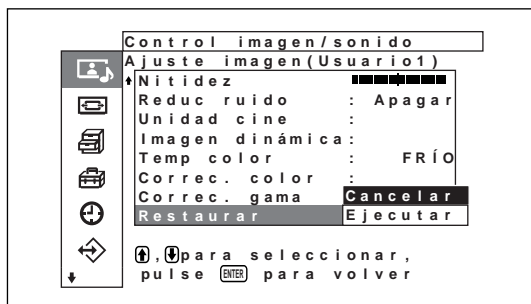 Control imagen/sonido
Ajuste imagen(Usuario1)
Nitidez
Reduc ruido : Apagar
Unidad cine :
Imagen dinámica:
Temp color : FRÍO
Correc. color :
Correc. gama Cancelar
Restaurar Ejecutar
, para seleccionar,
pulse ENTER para volver